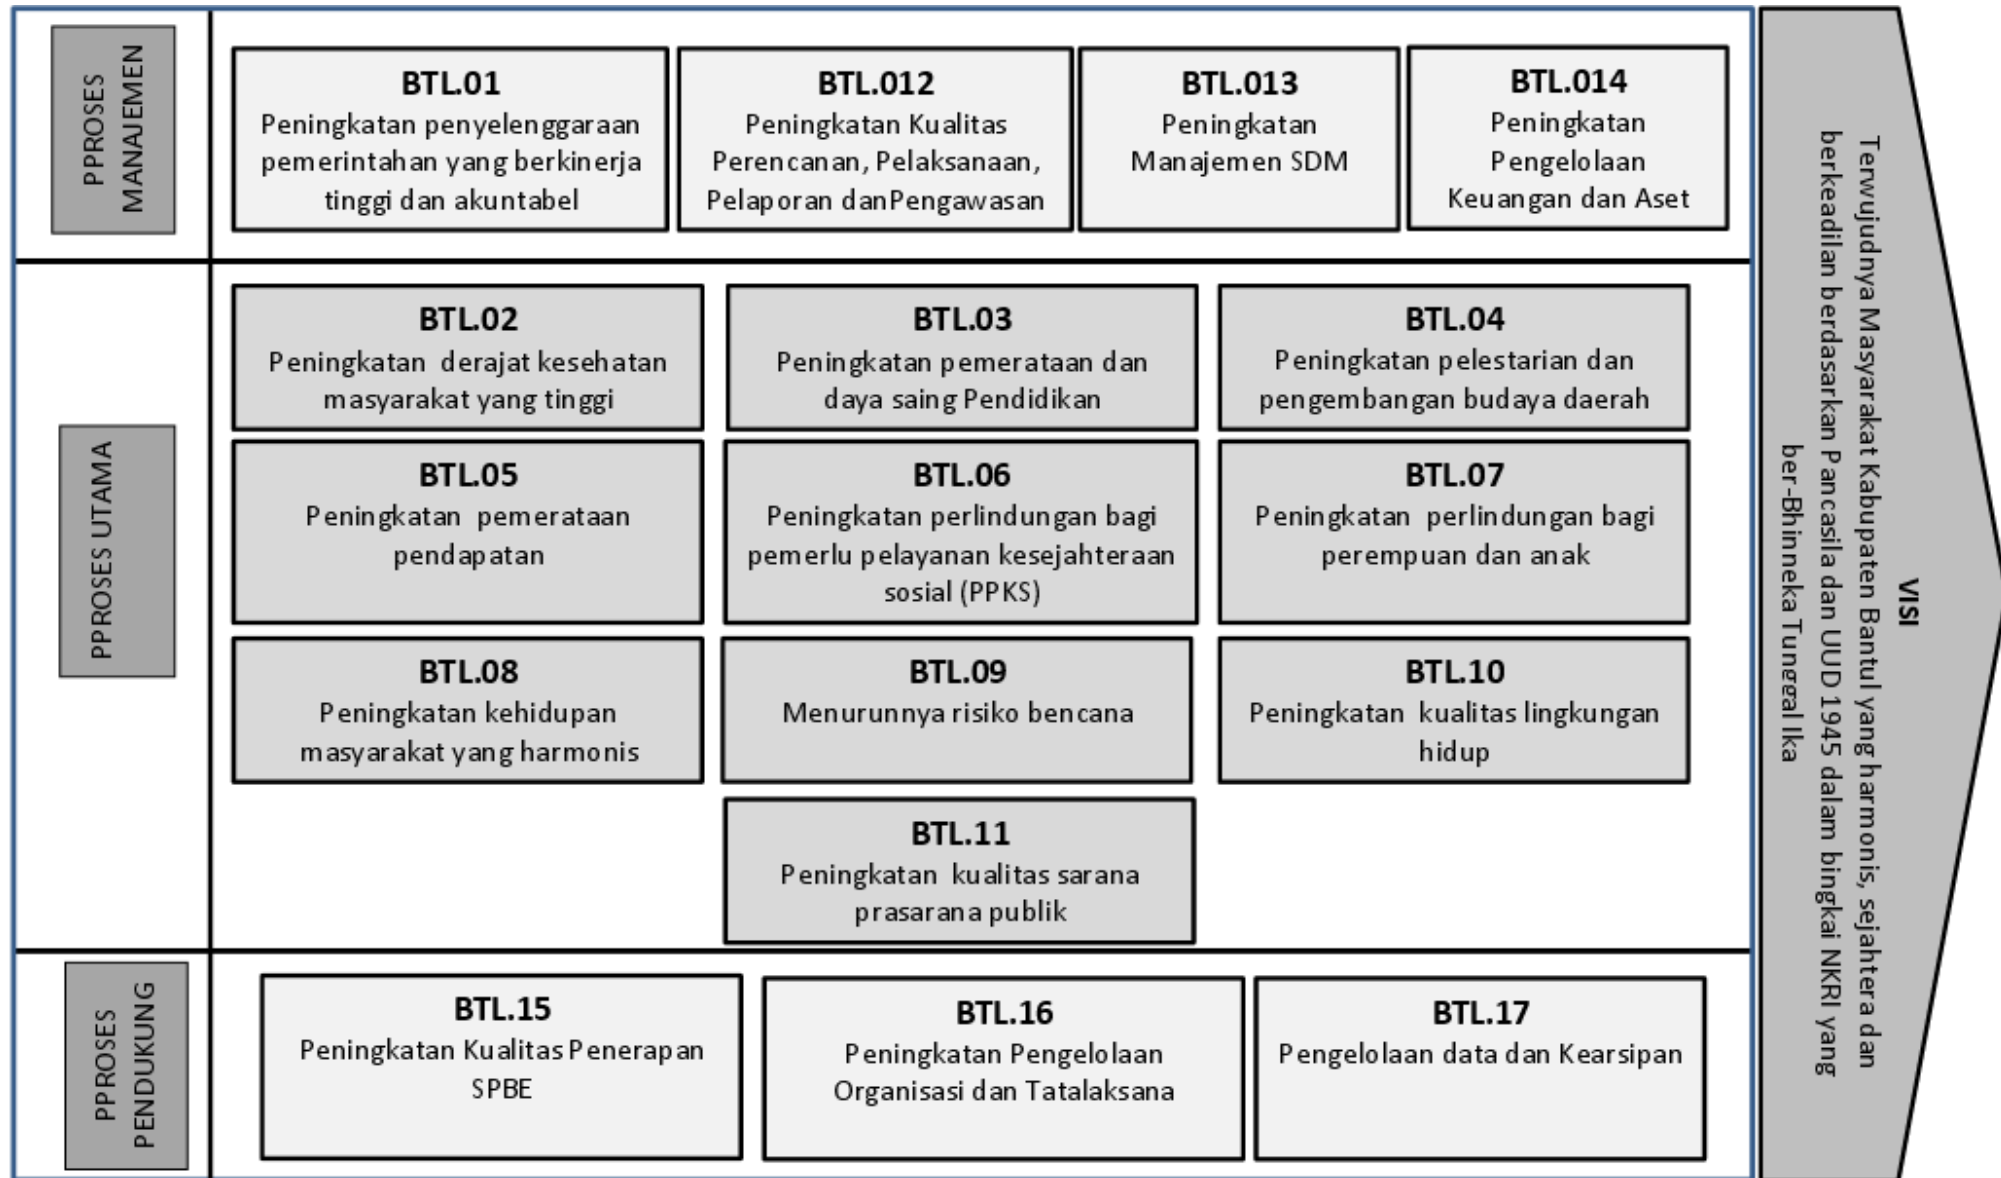 PPROSES
MANAJEMEN
BTL.01
Peningkatan penyelenggaraan
pemerintahan yang berkinerja
tinggi dan akuntabel
BTL.012
Peningkatan Kualitas
Perencanan, Pelaksanaan,
Pelaporan danPengawasan
BTL.013
Peningkatan
Manajemen SDM
BTL.014
Peningkatan
Pengelolaan
Keuangan dan Aset
PPROSES UTAMA
BTL.02
Peningkatan derajat kesehatan
masyarakat yang tinggi
BTL.03
Peningkatan pemerataan dan
daya saing Pendidikan
BTL.04
Peningkatan pelestarian dan
pengembangan budaya daerah
BTL.05
Peningkatan pemerataan
pendapatan
BTL.06
Peningkatan perlindungan bagi
pemerlu pelayanan kesejahteraan
sosial (PPKS)
BTL.07
Peningkatan perlindungan bagi
perempuan dan anak
BTL.08
Peningkatan kehidupan
masyarakat yang harmonis
BTL.09
Menurunnya risiko bencana
BTL.10
Peningkatan kualitas lingkungan
hidup
BTL.11
Peningkatan kualitas sarana
prasarana publik
PPROSES
PENDUKUNG
BTL.15
Peningkatan Kualitas Penerapan
SPBE
BTL.16
Peningkatan Pengelolaan
Organisasi dan Tatalaksana
BTL.17
Pengelolaan data dan Kearsipan
VISI
Terwujudnya Masyarakat Kabupaten Bantul yang harmonis, sejahtera dan
berkeadilan berdasarkan Pancasila dan UUD 1945 dalam bingkai NKRI yang
ber-Bhinneka Tunggal Ika